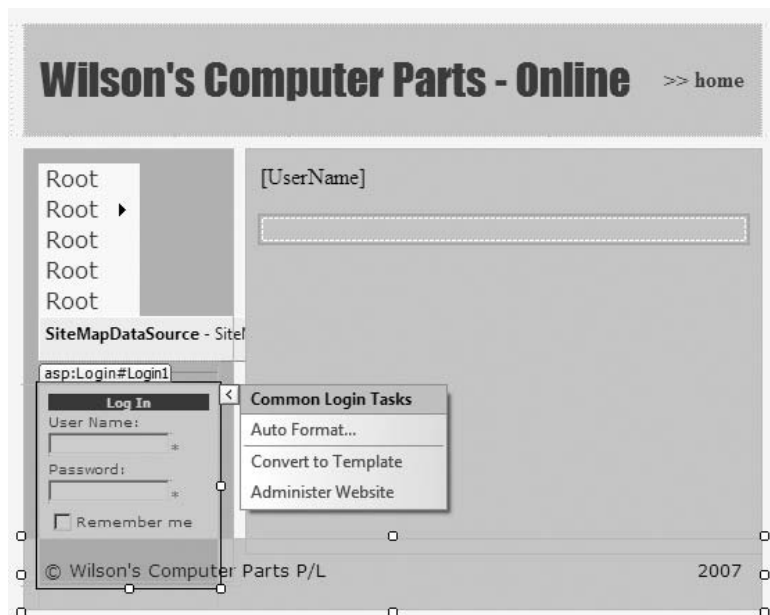 Wilson's Computer Parts - Online
>> home
Root
Root
Root
Root
Root
SiteMapDataSource - Site
[UserName]
asp:Login#Login1
Log In
User Name:
*
Password:
*
Remember me
<
Common Login Tasks
Auto Format...
Convert to Template
Administer Website
© Wilson's Computer Parts P/L
2007